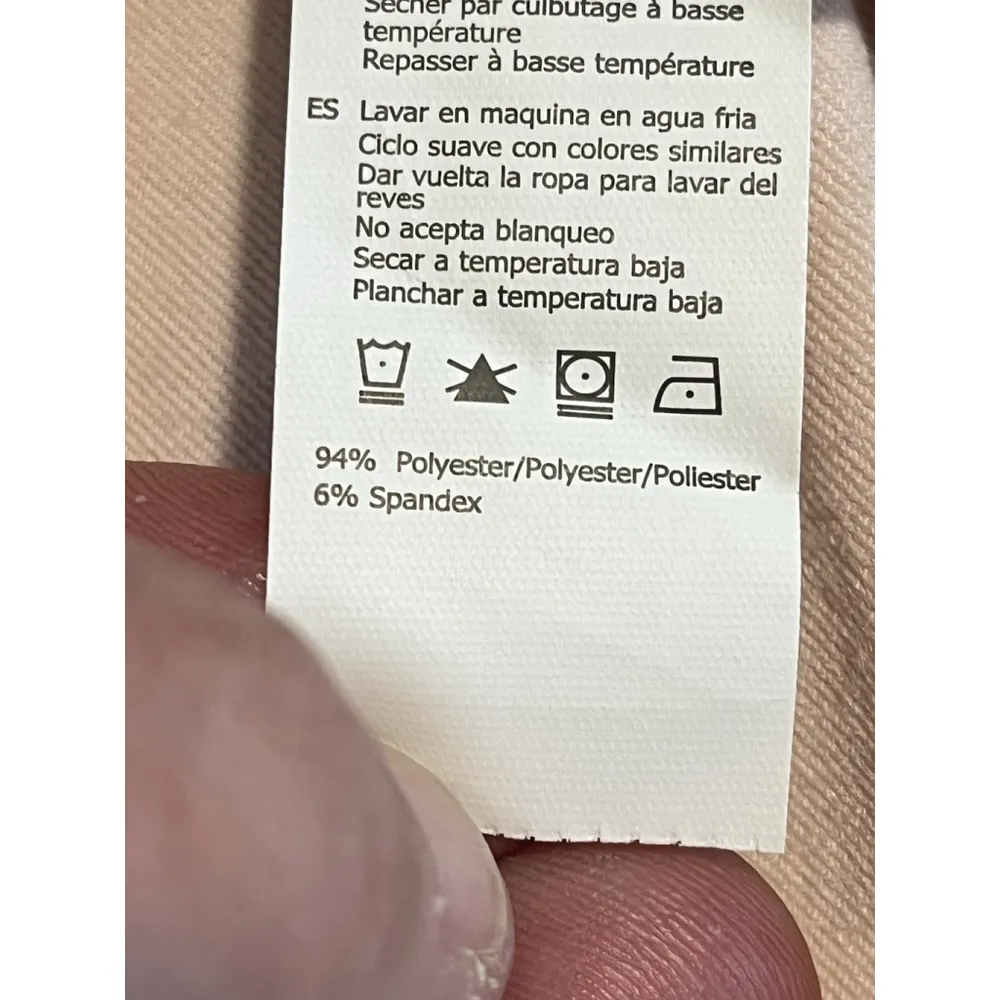 Sécher par culbutage à basse
température
Repasser à basse température
ES Lavar en maquina en agua fria
Ciclo suave con colores similares
Dar vuelta la ropa para lavar del
reves
No acepta blanqueo
Secar a temperatura baja
Planchar a temperatura baja
94% Polyester/Polyester/Poliester
6% Spandex